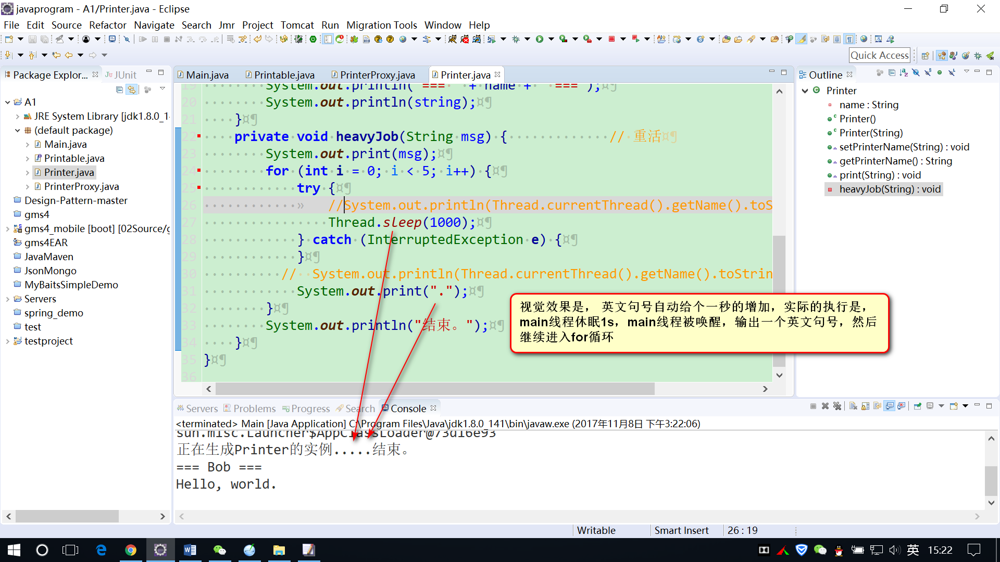 javaprogram - A1/Printer.java - Eclipse
File Edit Source Refactor Navigate Search Jmr Project Tomcat Run Migration Tools Window Help
Quick Access
Package Explor...
JUnit
A1
JRE System Library [jdk1.8.0_1
(default package)
Main.java
Printable.java
Printer.java
PrinterProxy.java
Design-Pattern-master
gms4
gms4_mobile [boot] [02Source/g
gms4EAR
JavaMaven
JsonMongo
MyBaitsSimpleDemo
Servers
spring_demo
test
testproject
Main.java Printable.java PrinterProxy.java Printer.java
19 System.out.println("=== " + name + " ===");¤¶
20 System.out.println(string);¤¶
21 }¤¶
22 private void heavyJob(String msg) { // 重活¤¶
23 System.out.print(msg);¤¶
24 for (int i = 0; i < 5; i++) {¤¶
25 try {¤¶
26 » //System.out.println(Thread.currentThread().getName().toS
27 Thread.sleep(1000);¤¶
28 } catch (InterruptedException e) {¤¶
29 }¤¶
30 // System.out.println(Thread.currentThread().getName().toStrin
31 System.out.print(".");¤¶
32 }¤¶
33 System.out.println("结束。");¤¶
34 }¤¶
35 }¤¶
36
视觉效果是， 英文句号自动给个一秒的增加，实际的执行是，
main线程休眠1s，main线程被唤醒，输出一个英文句号，然后
继续进入for循环
Outline
Printer
name : String
Printer()
Printer(String)
setPrinterName(String) : void
getPrinterName() : String
print(String) : void
heavyJob(String) : void
Servers Problems Progress Search Console
<terminated> Main [Java Application] C:\Program Files\Java\jdk1.8.0_141\bin\javaw.exe (2017年11月8日 下午3:22:06)
sun.misc.Launcher$AppClassLoader@73d16e93
正在生成Printer的实例.....结束。
=== Bob ===
Hello, world.
Writable Smart Insert 26 : 19
英 15:22